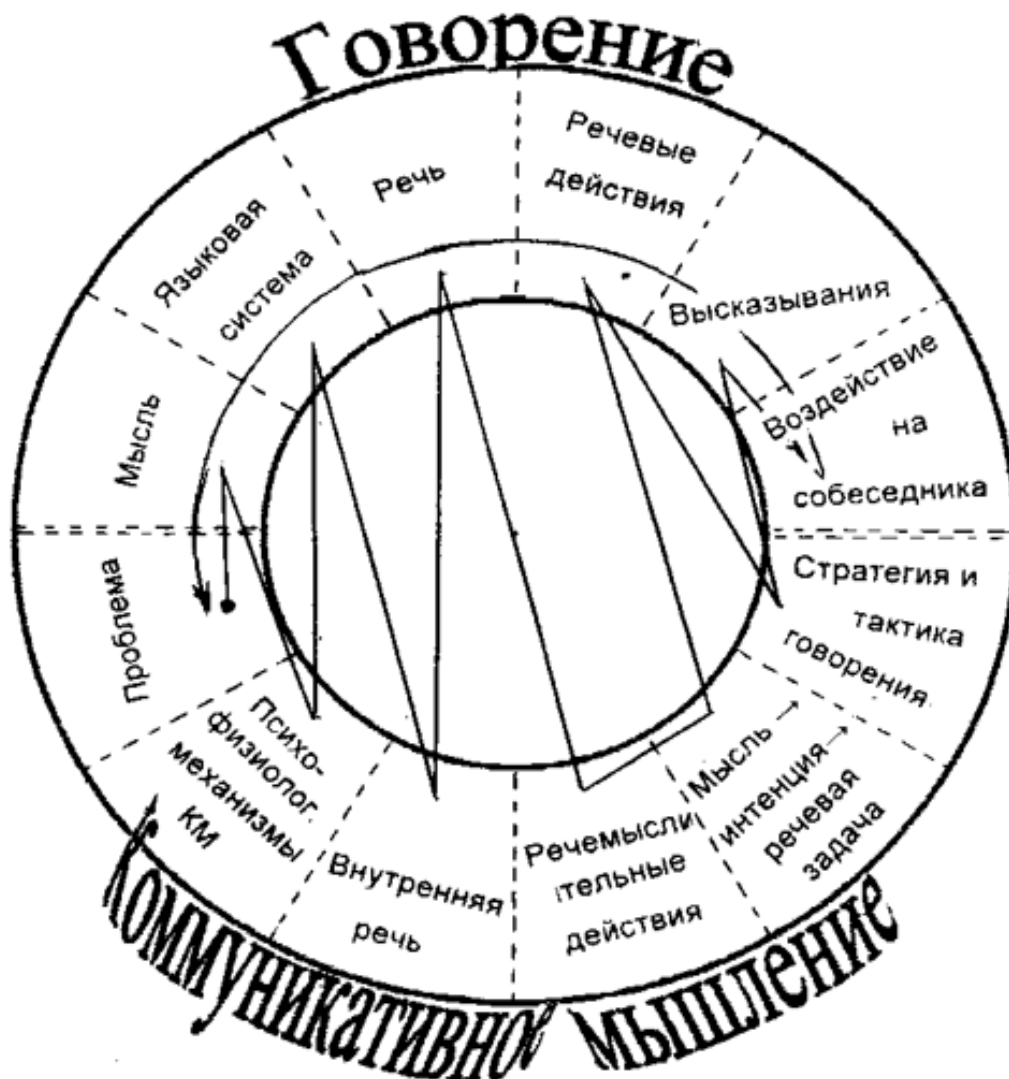 Говорение
Речевые
действия
Речь
Языковая
система
Высказывания
Мысль
Воздействие
на
собеседника
Проблема
Стратегия и
тактика
говорения
Психо-
физиолог.
механизмы
КМ
Мысль →
интенция →
речевая
задача
Внутренняя
речь
Речемысли
тельные
действия
Коммуникативное мышление